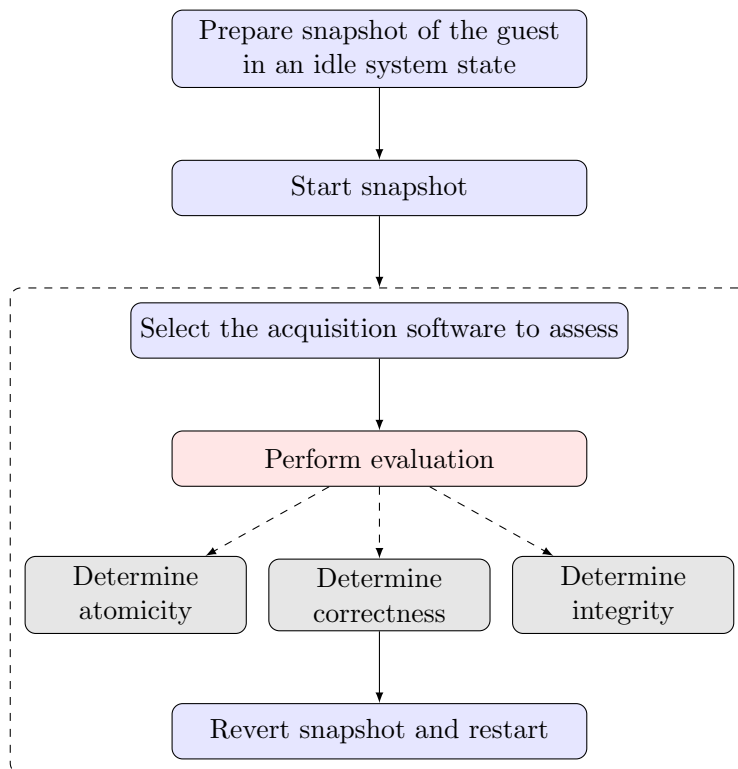 Prepare snapshot of the guest
in an idle system state
Start snapshot
Select the acquisition software to assess
Perform evaluation
Determine
atomicity
Determine
correctness
Determine
integrity
Revert snapshot and restart